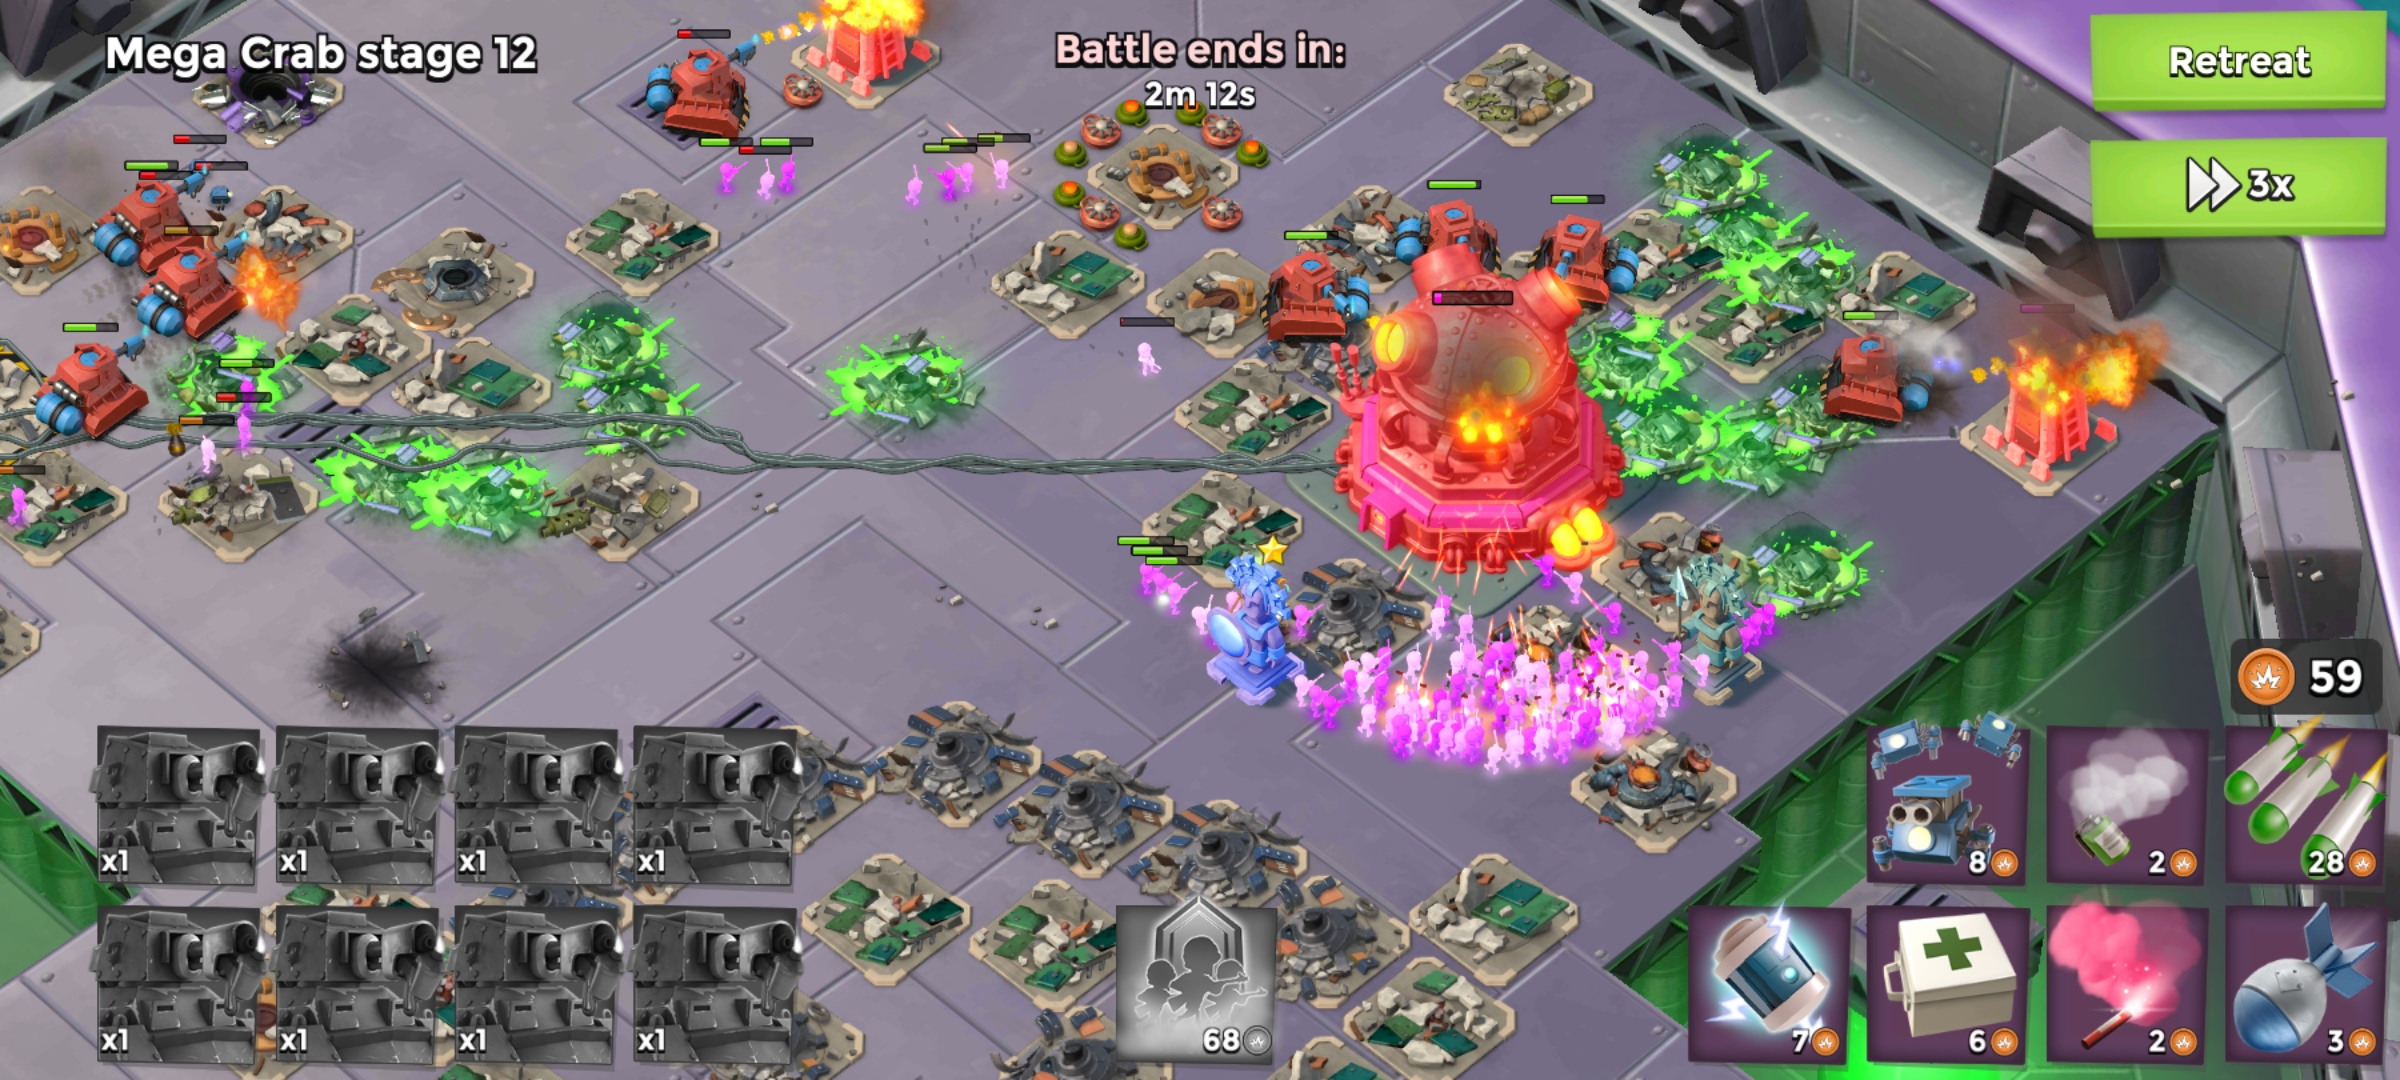 Mega Crab stage 12
Battle ends in:
2m 12s
Retreat
3x
59
8
2
28
x1
x1
x1
x1
x1
x1
x1
x1
68
7
6
2
3